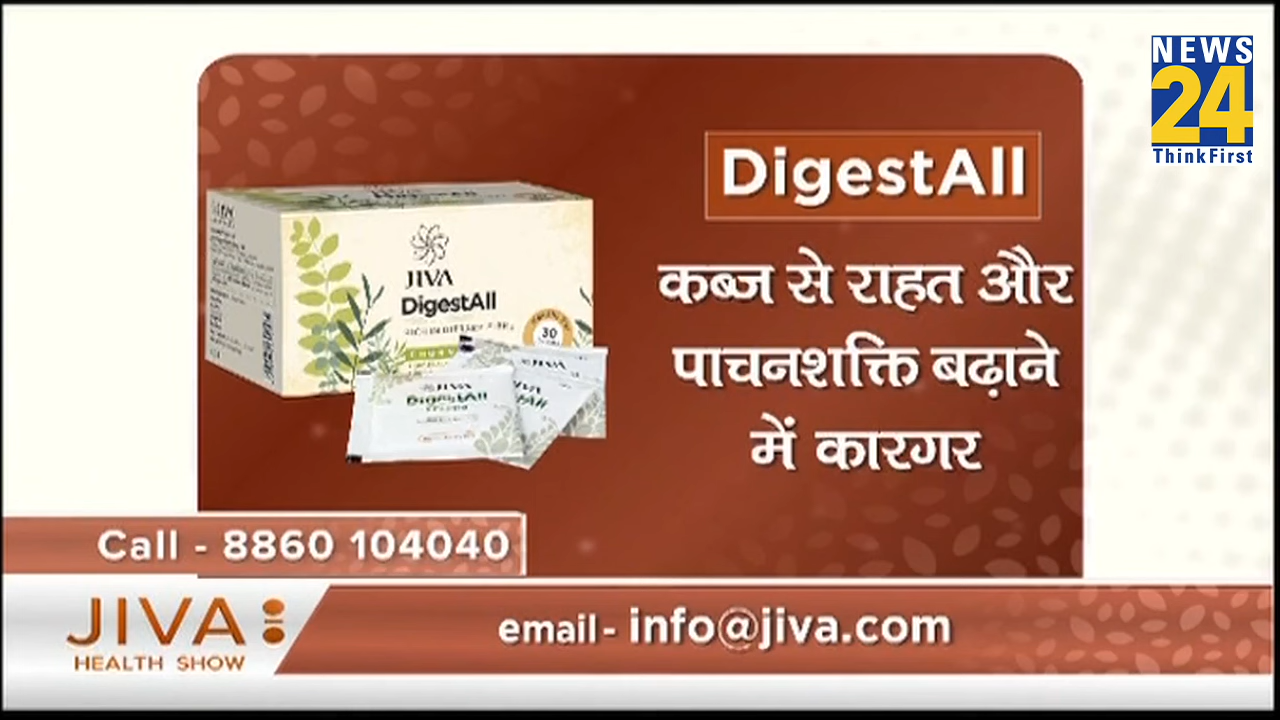 NEWS
24
ThinkFirst
DigestAll
कब्ज से राहत और
पाचनशक्ति बढ़ाने
में कारगर
JIVA
DigestAll
30
JIVA
DigestAll
Call - 8860 104040
JIVA
HEALTH SHOW
email - info@jiva.com